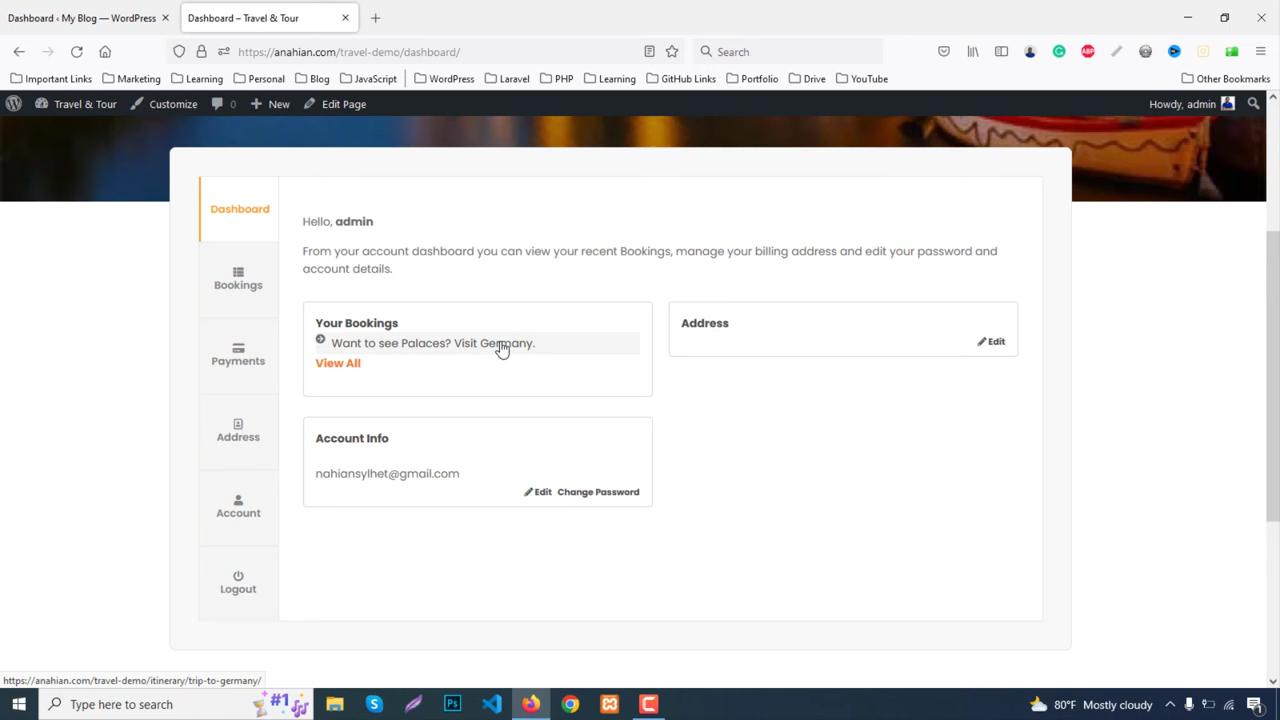 Dashboard ‹ My Blog — WordPress
Dashboard – Travel & Tour
https://anahian.com/travel-demo/dashboard/
Search
Important Links
Marketing
Learning
Personal
Blog
JavaScript
WordPress
Laravel
PHP
Learning
GitHub Links
Portfolio
Drive
YouTube
Other Bookmarks
Travel & Tour
Customize
0
New
Edit Page
Howdy, admin
Dashboard
Bookings
Payments
Address
Account
Logout
Hello, admin
From your account dashboard you can view your recent Bookings, manage your billing address and edit your password and
account details.
Your Bookings
Want to see Palaces? Visit Germany.
View All
Address
Edit
Account Info
nahiansylhet@gmail.com
Edit Change Password
https://anahian.com/travel-demo/itinerary/trip-to-germany/
Type here to search
#1
80°F Mostly cloudy
1